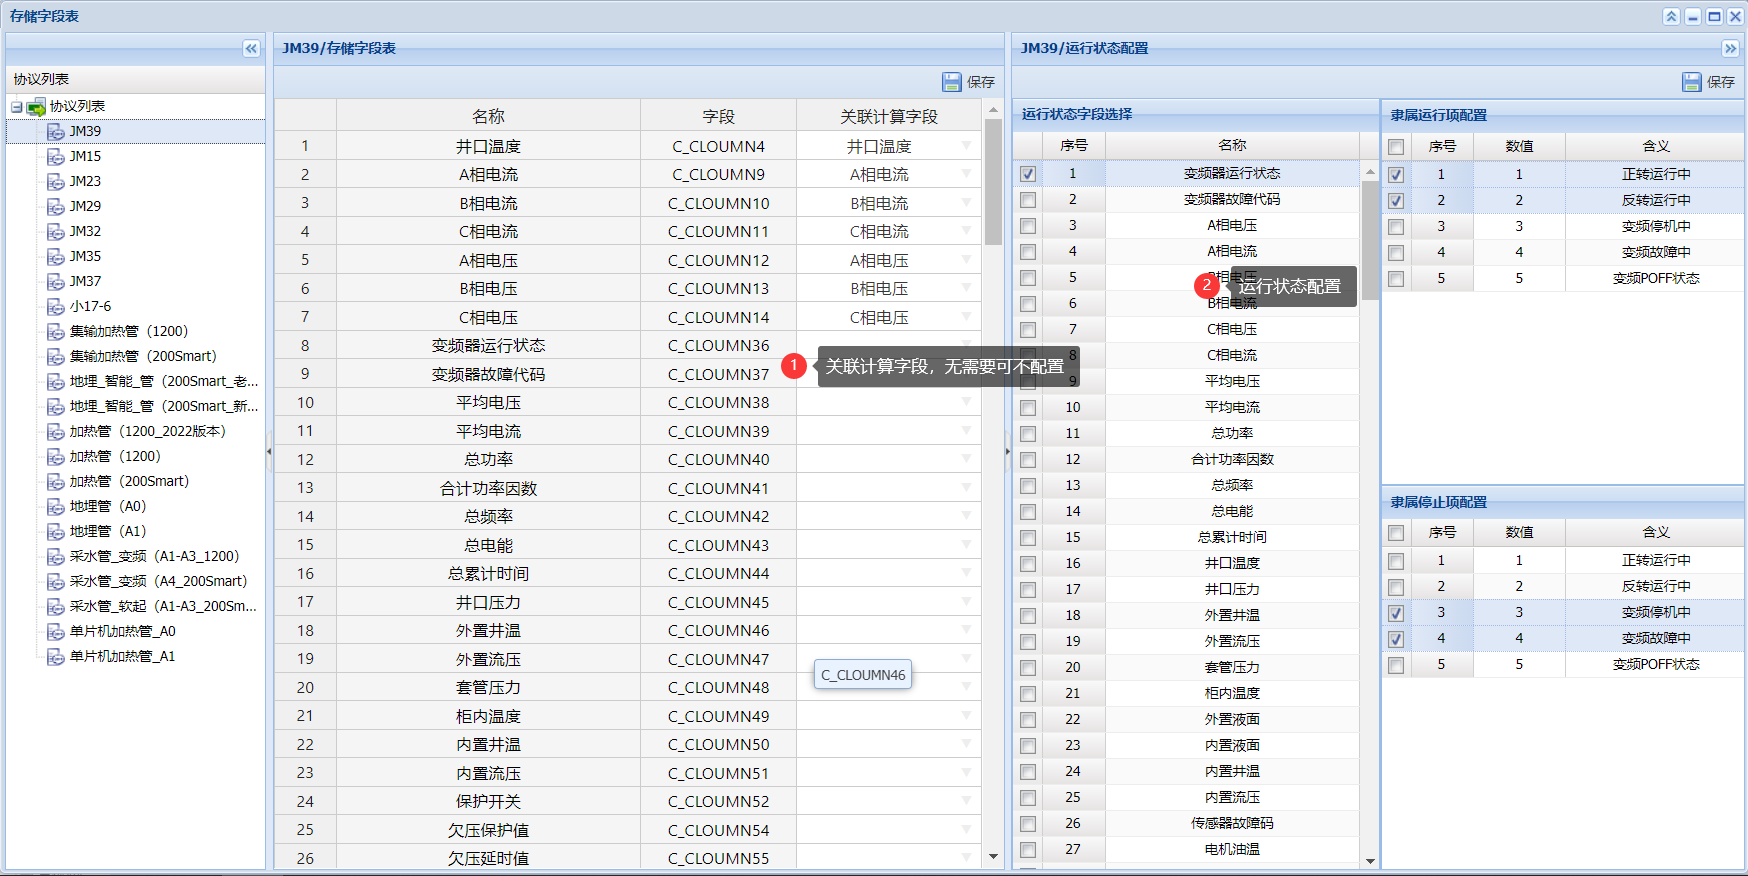 存储字段表
协议列表
协议列表
JM39
JM15
JM23
JM29
JM32
JM35
JM37
小17-6
集输加热管（1200）
集输加热管（200Smart）
地埋_智能_管（200Smart_老...
地埋_智能_管（200Smart_新...
加热管（1200_2022版本）
加热管（1200）
加热管（200Smart）
地埋管（A0）
地埋管（A1）
采水管_变频（A1-A3_1200）
采水管_变频（A4_200Smart）
采水管_软起（A1-A3_200Sm...
单片机加热管_A0
单片机加热管_A1
JM39/存储字段表
保存
名称 字段 关联计算字段
1 井口温度 C_CLOUMN4 井口温度
2 A相电流 C_CLOUMN9 A相电流
3 B相电流 C_CLOUMN10 B相电流
4 C相电流 C_CLOUMN11 C相电流
5 A相电压 C_CLOUMN12 A相电压
6 B相电压 C_CLOUMN13 B相电压
7 C相电压 C_CLOUMN14 C相电压
8 变频器运行状态 C_CLOUMN36
9 变频器故障代码 C_CLOUMN37
10 平均电压 C_CLOUMN38
11 平均电流 C_CLOUMN39
12 总功率 C_CLOUMN40
13 合计功率因数 C_CLOUMN41
14 总频率 C_CLOUMN42
15 总电能 C_CLOUMN43
16 总累计时间 C_CLOUMN44
17 井口压力 C_CLOUMN45
18 外置井温 C_CLOUMN46
19 外置流压 C_CLOUMN47
20 套管压力 C_CLOUMN48
21 柜内温度 C_CLOUMN49
22 内置井温 C_CLOUMN50
23 内置流压 C_CLOUMN51
24 保护开关 C_CLOUMN52
25 欠压保护值 C_CLOUMN54
26 欠压延时值 C_CLOUMN55
1 关联计算字段，无需要可不配置
C_CLOUMN46
JM39/运行状态配置
保存
运行状态字段选择
序号 名称
1 变频器运行状态
2 变频器故障代码
3 A相电压
4 A相电流
5 B相电压
6 B相电流
7 C相电压
8 C相电流
9 平均电压
10 平均电流
11 总功率
12 合计功率因数
13 总频率
14 总电能
15 总累计时间
16 井口温度
17 井口压力
18 外置井温
19 外置流压
20 套管压力
21 柜内温度
22 外置液面
23 内置液面
24 内置井温
25 内置流压
26 传感器故障码
27 电机油温
2 运行状态配置
隶属运行项配置
序号 数值 含义
1 1 正转运行中
2 2 反转运行中
3 3 变频停机中
4 4 变频故障中
5 5 变频POFF状态
隶属停止项配置
序号 数值 含义
1 1 正转运行中
2 2 反转运行中
3 3 变频停机中
4 4 变频故障中
5 5 变频POFF状态